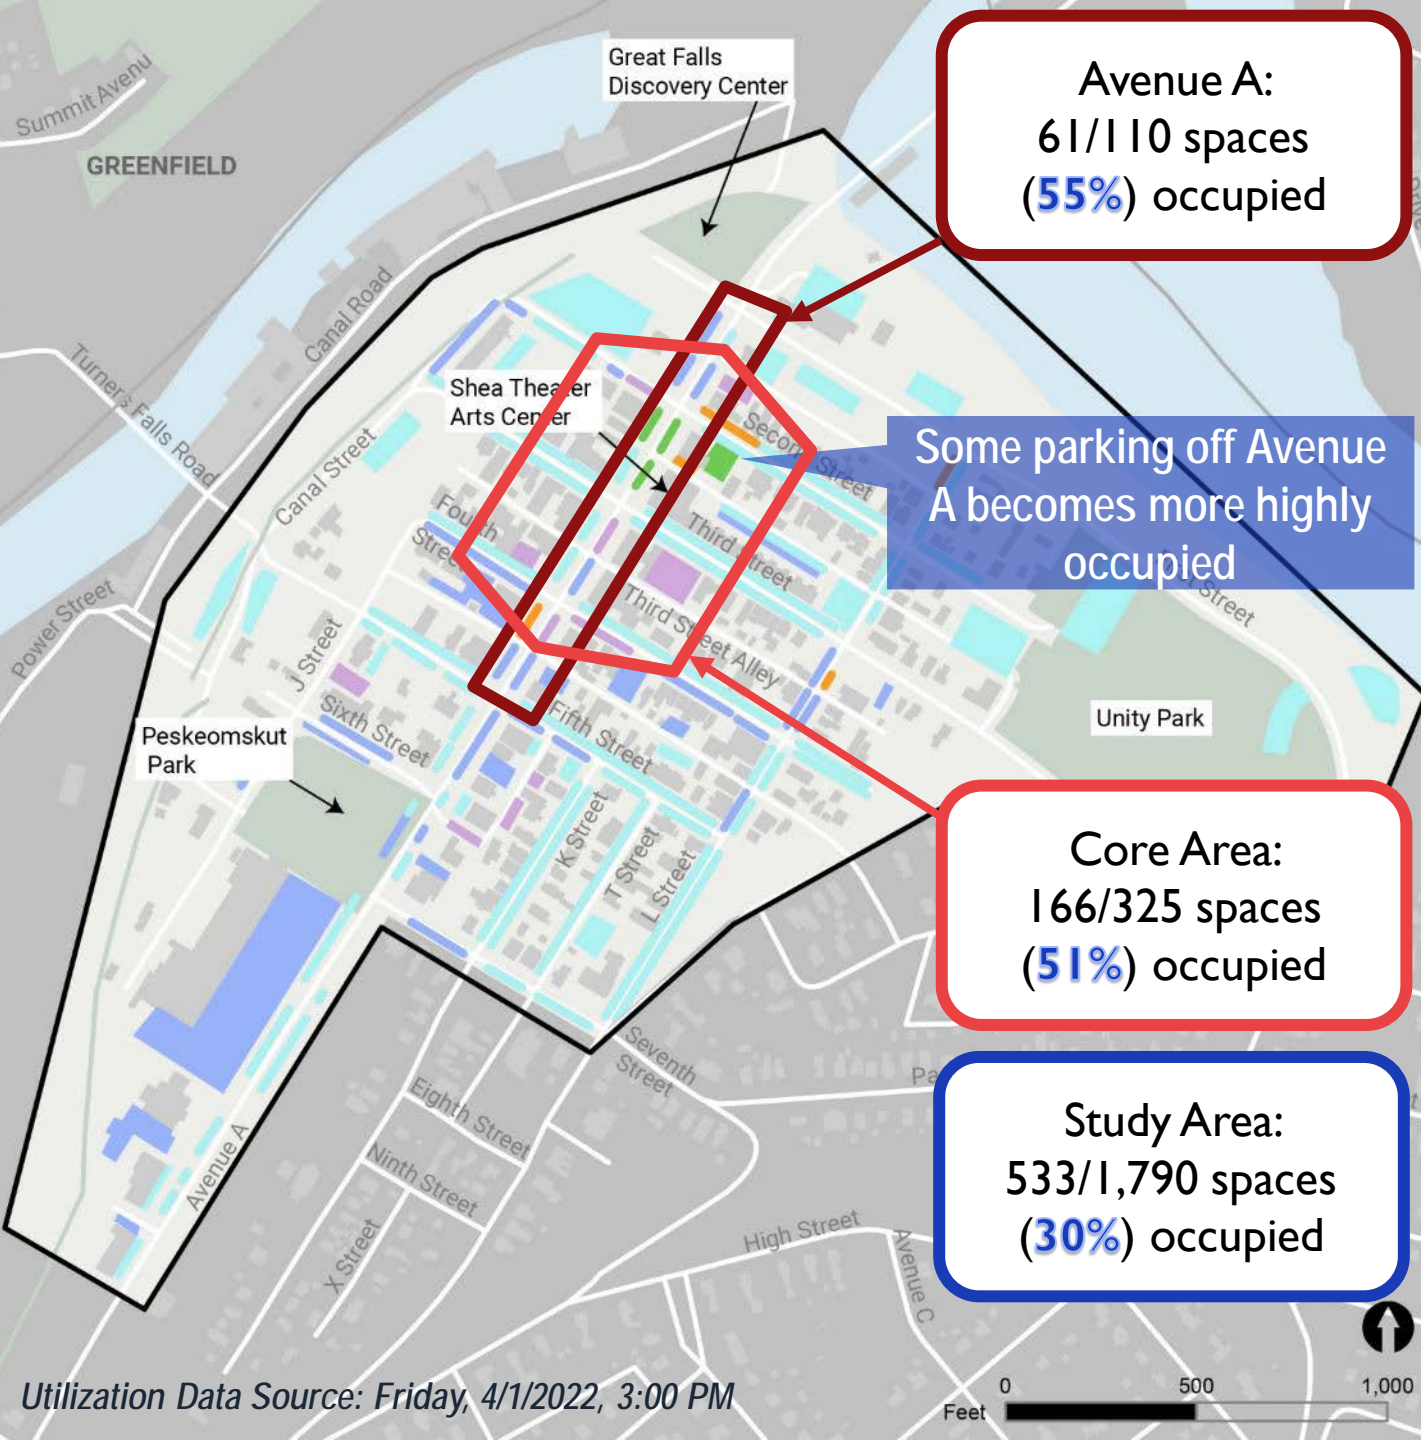 Great Falls
Discovery Center
Avenue A:
61/110 spaces
(55%) occupied
Summit Avenu
GREENFIELD
Canal Road
Turners Falls Road
Shea Theater
Arts Center
Second Street
Some parking off Avenue
A becomes more highly
occupied
Canal Street
Fourth
Street
Third Street
Street
Power Street
Third Street Alley
J Street
Unity Park
Sixth Street
Fifth Street
Peskeomskut
Park
K Street
T Street
L Street
Core Area:
166/325 spaces
(51%) occupied
Seventh
Street
Pa
Eighth Street
Study Area:
533/1,790 spaces
(30%) occupied
Ninth Street
Avenue A
X Street
High Street
Avenue C
Utilization Data Source: Friday, 4/1/2022, 3:00 PM
0 500 1,000
Feet